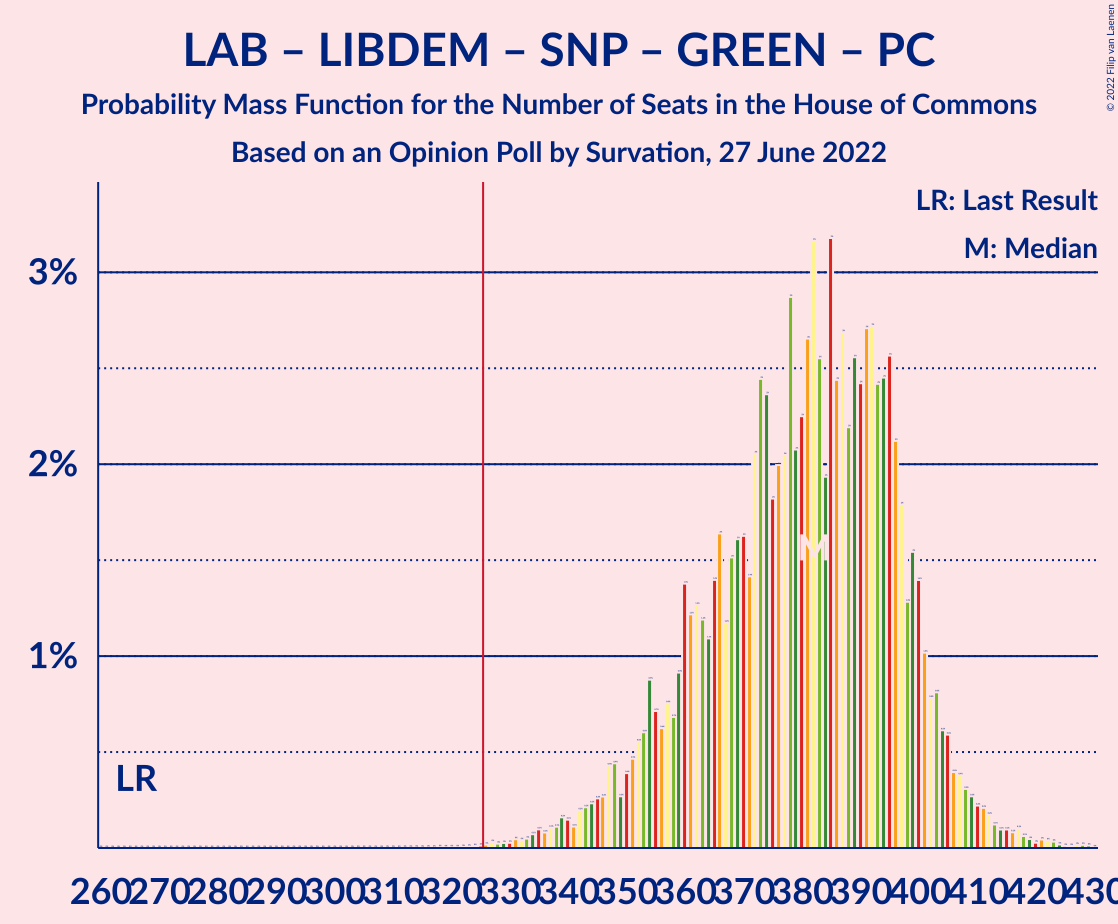 LAB – LIBDEM – SNP – GREEN – PC
Probability Mass Function for the Number of Seats in the House of Commons
Based on an Opinion Poll by Survation, 27 June 2022
© 2022 Filip van Laenen
LR: Last Result
M: Median
3%
2%
1%
M
LR
260 270 280 290 300 310 320 330 340 350 360 370 380 390 400 410 420 430